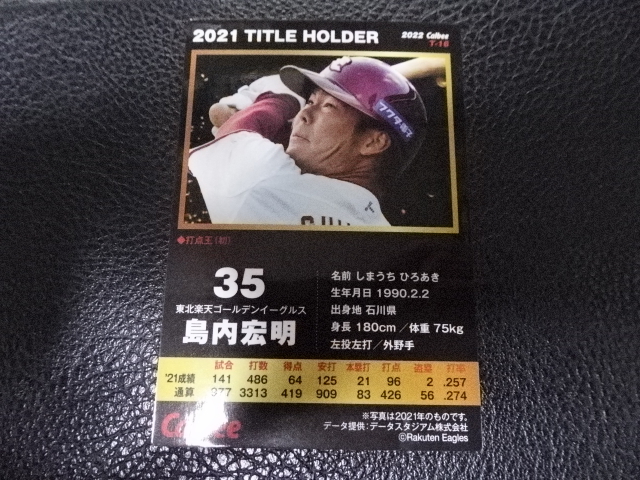 2021 TITLE HOLDER
2022 Calbee
T-16
フクダ電子
◆打点王(初)
35
東北楽天ゴールデンイーグルス
島内宏明
名前 しまうち ひろあき
生年月日 1990.2.2
出身地 石川県
身長 180cm/体重 75kg
左投左打/外野手
試合 打数 得点 安打 本塁打 打点 盗塁 打率
'21成績 141 486 64 125 21 96 2 .257
通算 977 3313 419 909 83 426 56 .274
Calbee
※写真は2021年のものです。
データ提供:データスタジアム株式会社
©Rakuten Eagles